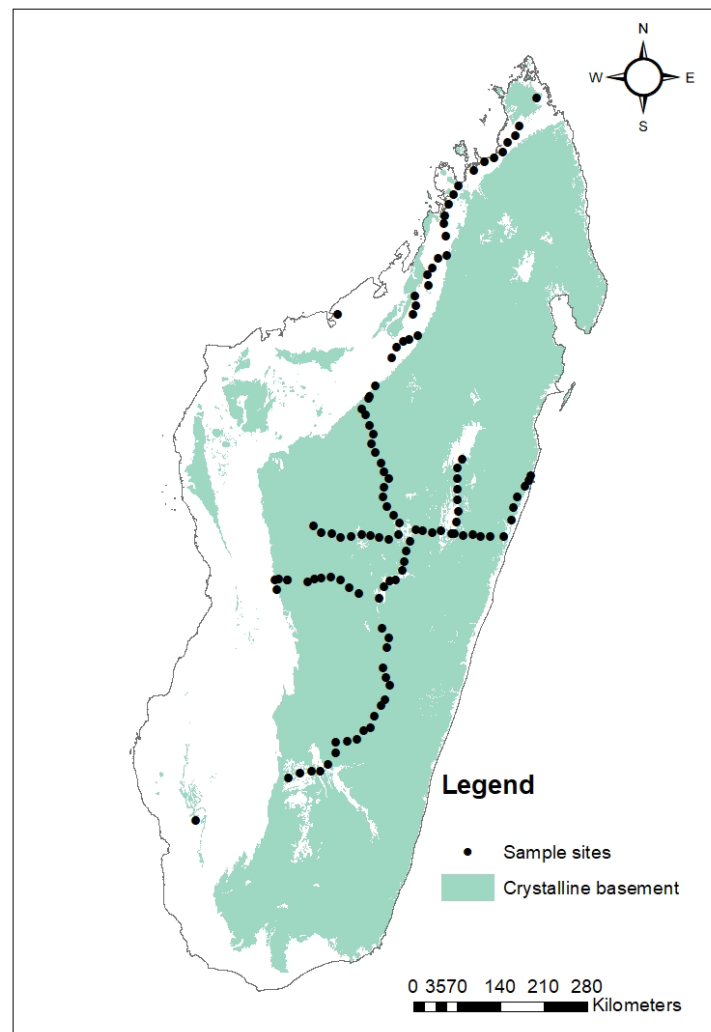 N
W E
S
Legend
Sample sites
Crystalline basement
0 3570 140 210 280
Kilometers